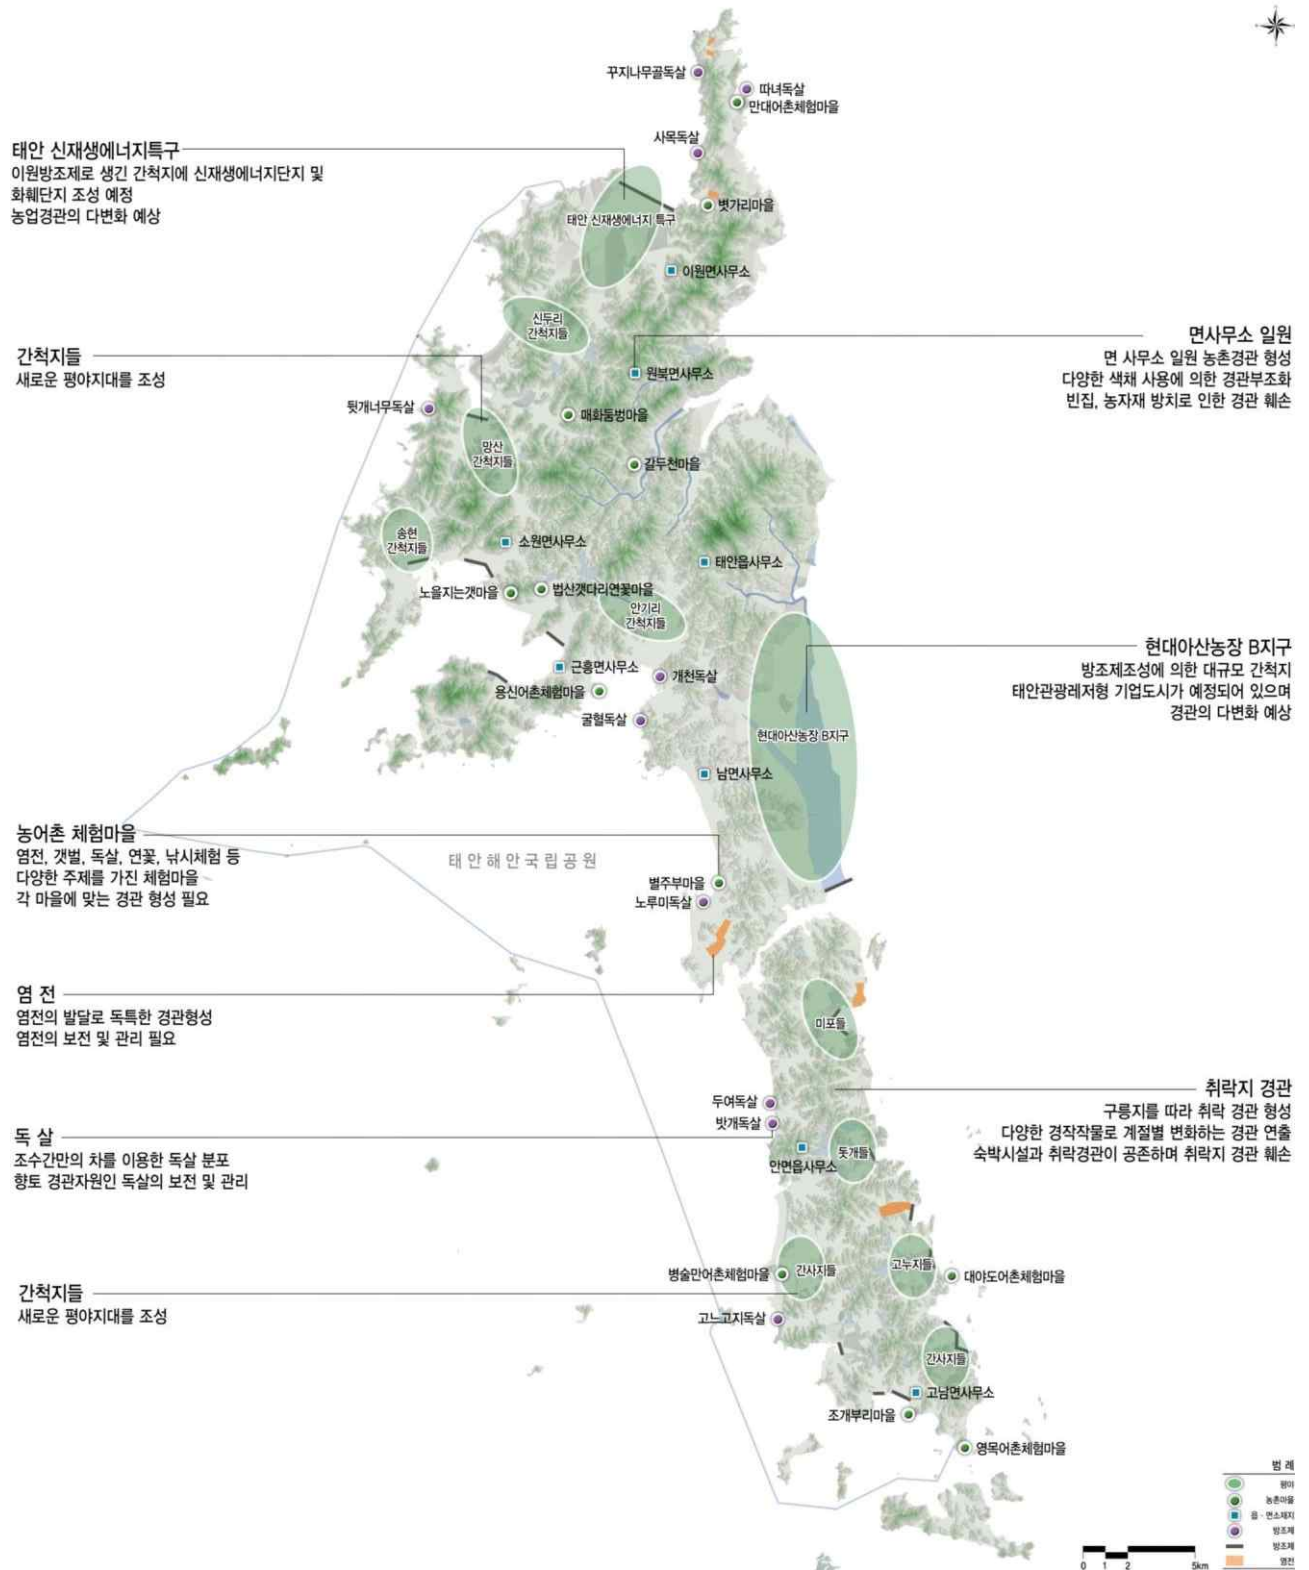 꾸지나무골독살
따녀독살
만대어촌체험마을
사목독살
태안 신재생에너지특구
이원방조제로 생긴 간척지에 신재생에너지단지 및
화훼단지 조성 예정
농업경관의 다변화 예상
볏가리마을
태안 신재생에너지 특구
이원면사무소
신두리
간척지들
면사무소 일원
면 사무소 일원 농촌경관 형성
다양한 색채 사용에 의한 경관부조화
빈집, 농자재 방치로 인한 경관 훼손
간척지들
새로운 평야지대를 조성
원북면사무소
뒷개너무독살
매화둠벙마을
망산
간척지들
갈두천마을
송현
간척지들
소원면사무소
태안읍사무소
노을지는갯마을
법산갯다리연꽃마을
안기리
간척지들
현대아산농장 B지구
방조제조성에 의한 대규모 간척지
태안관광레저형 기업도시가 예정되어 있으며
경관의 다변화 예상
근흥면사무소
개천독살
용신어촌체험마을
굴혈독살
현대아산농장 B지구
남면사무소
농어촌 체험마을
염전, 갯벌, 독살, 연꽃, 낚시체험 등
다양한 주제를 가진 체험마을
각 마을에 맞는 경관 형성 필요
태안해안국립공원
별주부마을
노루미독살
염 전
염전의 발달로 독특한 경관형성
염전의 보전 및 관리 필요
미포들
취락지 경관
구릉지를 따라 취락 경관 형성
다양한 경작작물로 계절별 변화하는 경관 연출
숙박시설과 취락경관이 공존하며 취락지 경관 훼손
두여독살
밧개독살
독 살
조수간만의 차를 이용한 독살 분포
향토 경관자원인 독살의 보전 및 관리
안면읍사무소
돗개들
병술만어촌체험마을
간사지들
고누지들
대야도어촌체험마을
간척지들
새로운 평야지대를 조성
고느고지독살
간사지들
고남면사무소
조개부리마을
영목어촌체험마을
범 례
평야
농촌마을
읍 · 면소재지
방조제
방조제
염전
0 1 2 5km